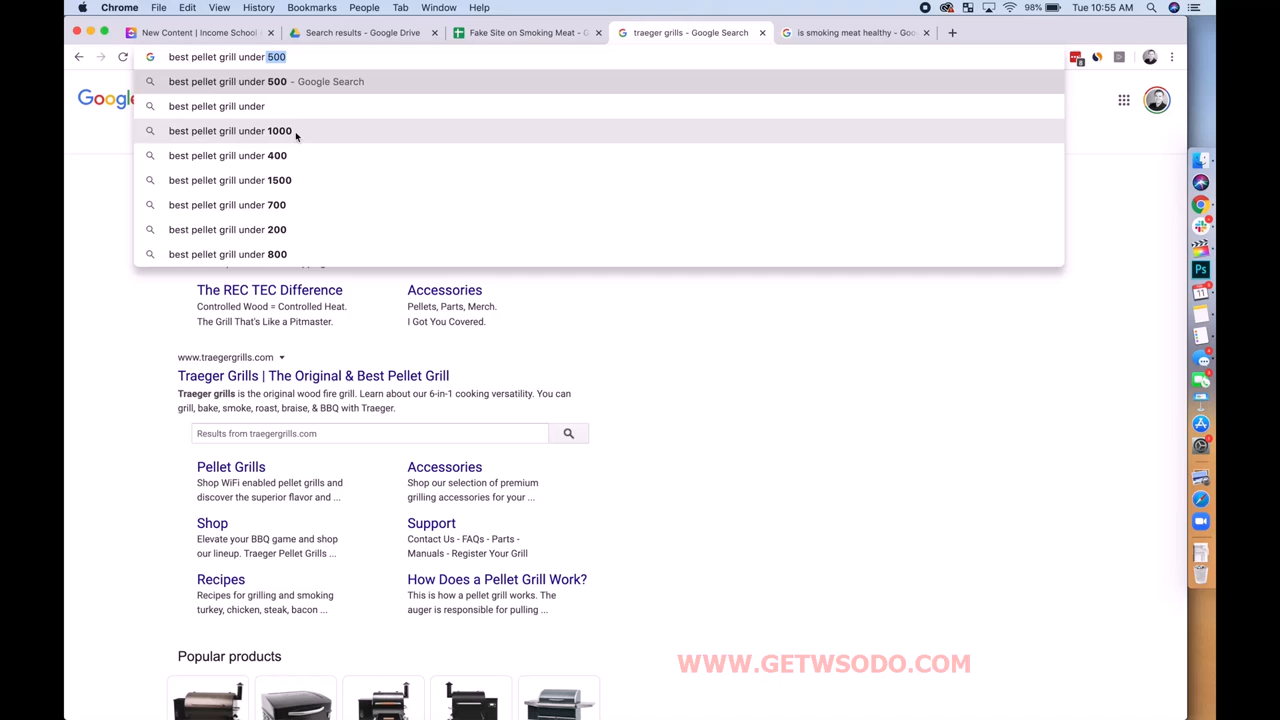 Chrome File Edit View History Bookmarks People Tab Window Help 98% Tue 10:55 AM
New Content | Income School Search results - Google Drive Fake Site on Smoking Meat - traeger grills - Google Search is smoking meat healthy - Goo
best pellet grill under 500
best pellet grill under 500 - Google Search
best pellet grill under
best pellet grill under 1000
best pellet grill under 400
best pellet grill under 1500
best pellet grill under 700
best pellet grill under 200
best pellet grill under 800
Google
The REC TEC Difference
Controlled Wood = Controlled Heat.
The Grill That's Like a Pitmaster.
Accessories
Pellets, Parts, Merch.
I Got You Covered.
www.traegergrills.com
Traeger Grills | The Original & Best Pellet Grill
Traeger grills is the original wood fire grill. Learn about our 6-in-1 cooking versatility. You can
grill, bake, smoke, roast, braise, & BBQ with Traeger.
Results from traegergrills.com
Pellet Grills
Shop WiFi enabled pellet grills and
discover the superior flavor and ...
Accessories
Shop our selection of premium
grilling accessories for your ...
Shop
Elevate your BBQ game and shop
our lineup. Traeger Pellet Grills ...
Support
Contact Us - FAQs - Parts -
Manuals - Register Your Grill
Recipes
Recipes for grilling and smoking
turkey, chicken, steak, bacon ...
How Does a Pellet Grill Work?
This is how a pellet grill works. The
auger is responsible for pulling ...
Popular products
WWW.GETWSODO.COM
Ps